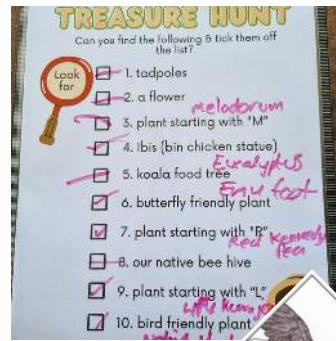 TREASURE HUNT
Can you find the following & tick them off
the list?
Look
for
1. tadpoles
2. a flower
melodorum
3. plant starting with "M"
4. Ibis (bin chicken statue)
Eucalyptus
5. koala food tree
Emu foot
6. butterfly friendly plant
7. plant starting with "R"
Red Kennedy
Pea
8. our native bee hive
9. plant starting with "L"
10. bird friendly plant